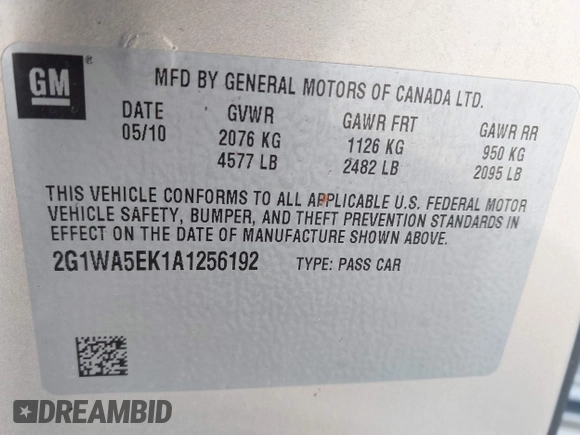 GM
MFD BY GENERAL MOTORS OF CANADA LTD.
DATE GVWR GAWR FRT GAWR RR
05/10 2076 KG 1126 KG 950 KG
4577 LB 2482 LB 2095 LB
THIS VEHICLE CONFORMS TO ALL APPLICABLE U.S. FEDERAL MOTOR
VEHICLE SAFETY, BUMPER, AND THEFT PREVENTION STANDARDS IN
EFFECT ON THE DATE OF MANUFACTURE SHOWN ABOVE.
2G1WA5EK1A1256192 TYPE: PASS CAR
DREAMBID